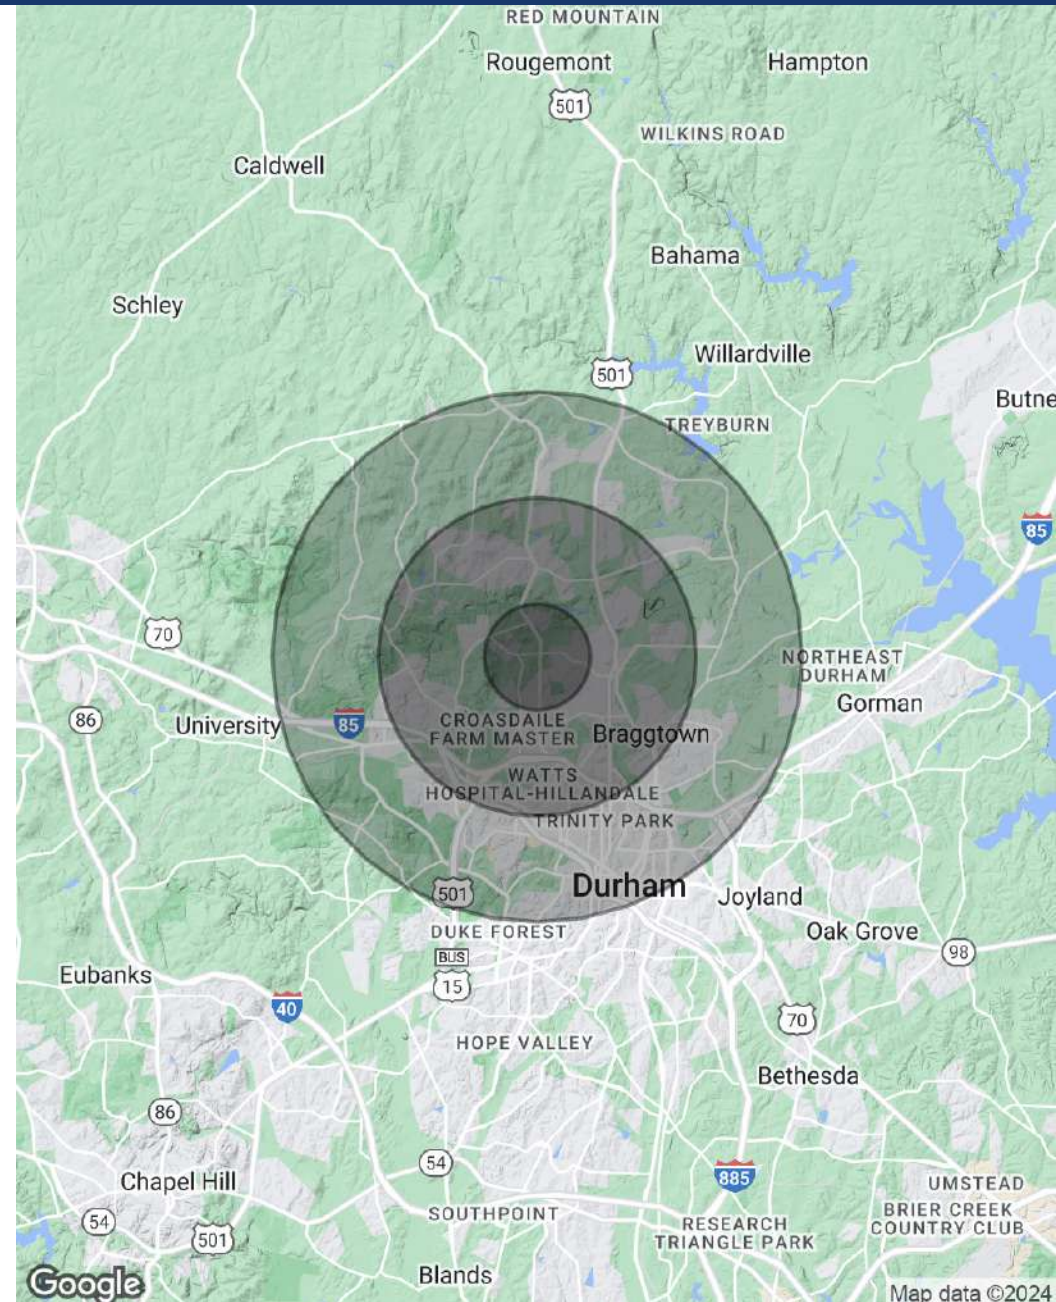 RED MOUNTAIN
Rougemont
Hampton
501
WILKINS ROAD
Caldwell
Bahama
Schley
Willardville
501
Butne
TREYBURN
85
70
NORTHEAST
DURHAM
Gorman
86
University
85
CROASDAILE
FARM MASTER
Braggtown
WATTS
HOSPITAL-HILLANDALE
TRINITY PARK
501
Durham
Joyland
DUKE FOREST
Oak Grove
98
BUS
15
Eubanks
40
70
HOPE VALLEY
Bethesda
86
54
885
Chapel Hill
UMSTEAD
SOUTHPOINT
BRIER CREEK
COUNTRY CLUB
54
501
RESEARCH
TRIANGLE PARK
Blands
Google
Map data ©2024